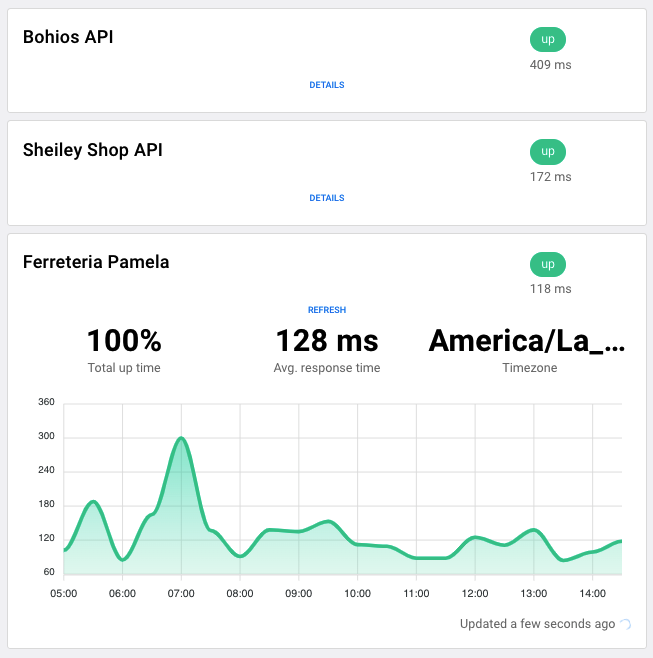 Bohios API
up
409 ms
DETAILS
Sheiley Shop API
up
172 ms
DETAILS
Ferreteria Pamela
up
118 ms
REFRESH
100% 128 ms America/La_...
Total up time Avg. response time Timezone
360
300
240
180
120
60
05:00 06:00 07:00 08:00 09:00 10:00 11:00 12:00 13:00 14:00
Updated a few seconds ago